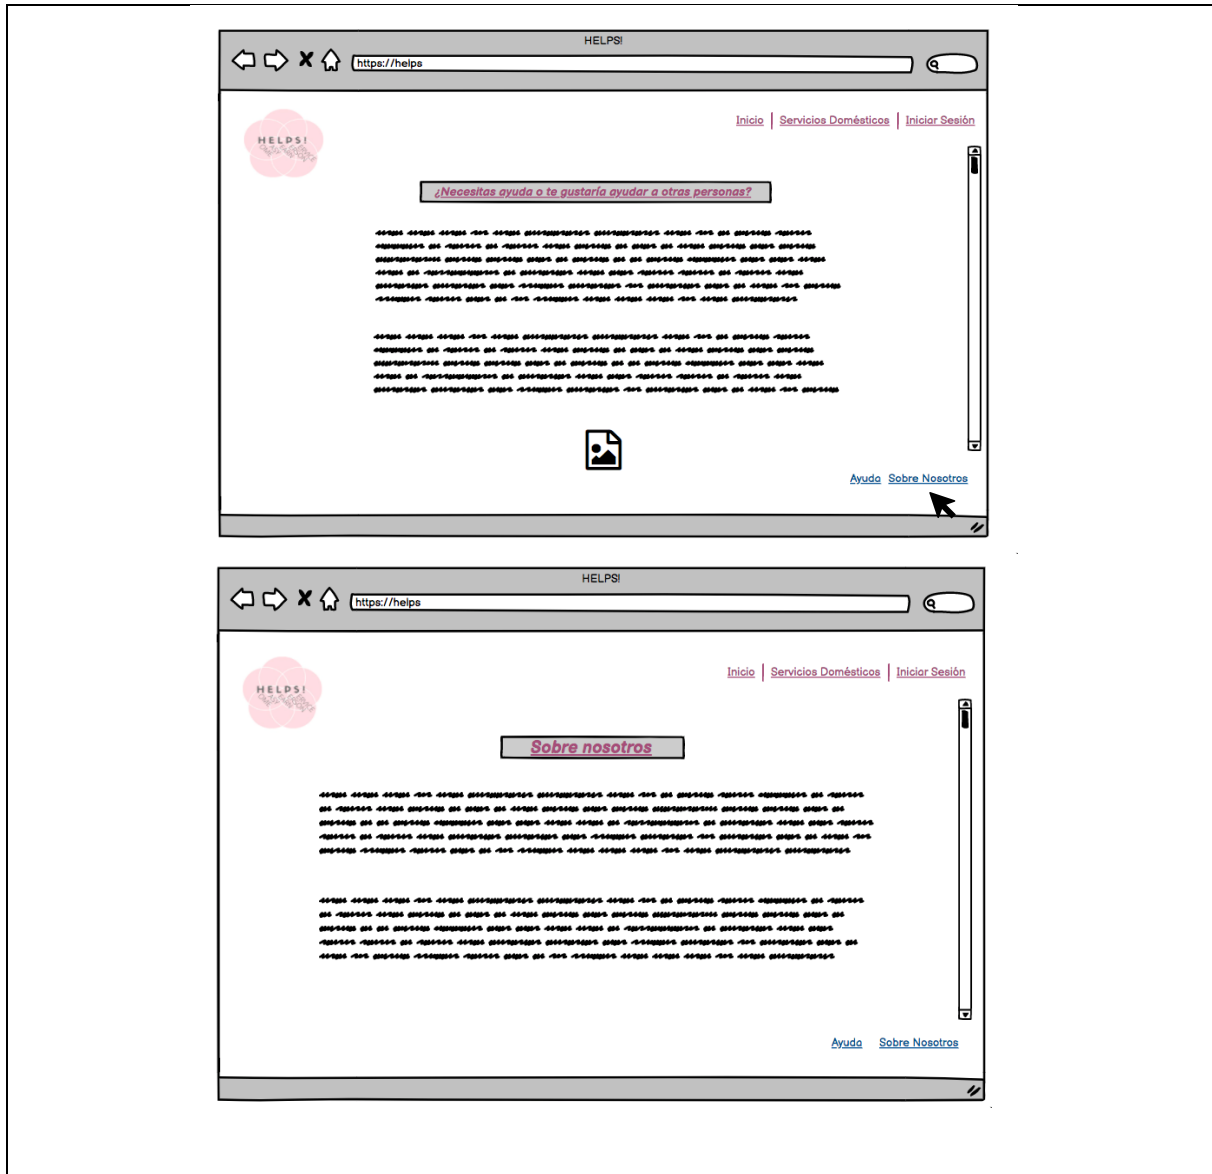 HELPS!
https://helps
Inicio | Servicios Domésticos | Iniciar Sesión
HELPS!
¿Necesitas ayuda o te gustaría ayudar a otras personas?
Ayuda Sobre Nosotros
HELPS!
https://helps
Inicio | Servicios Domésticos | Iniciar Sesión
HELPS!
Sobre nosotros
Ayuda Sobre Nosotros